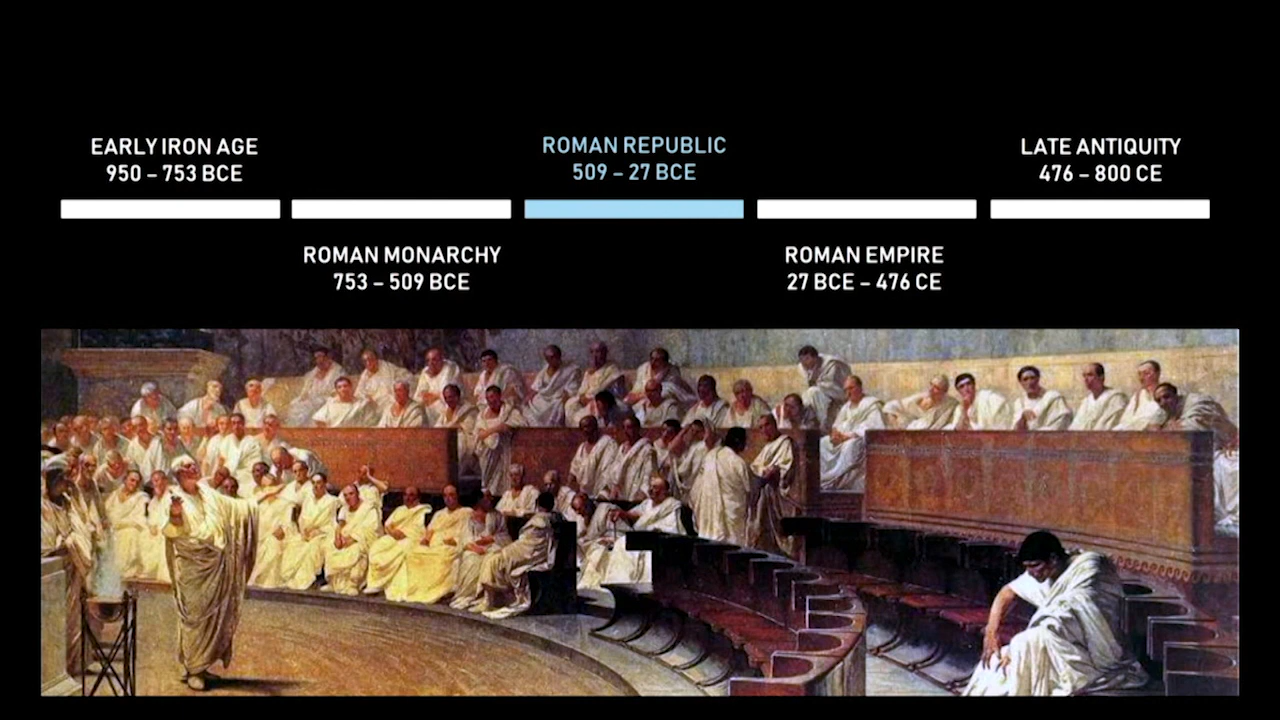 EARLY IRON AGE
950 – 753 BCE
ROMAN MONARCHY
753 – 509 BCE
ROMAN REPUBLIC
509 – 27 BCE
ROMAN EMPIRE
27 BCE – 476 CE
LATE ANTIQUITY
476 – 800 CE